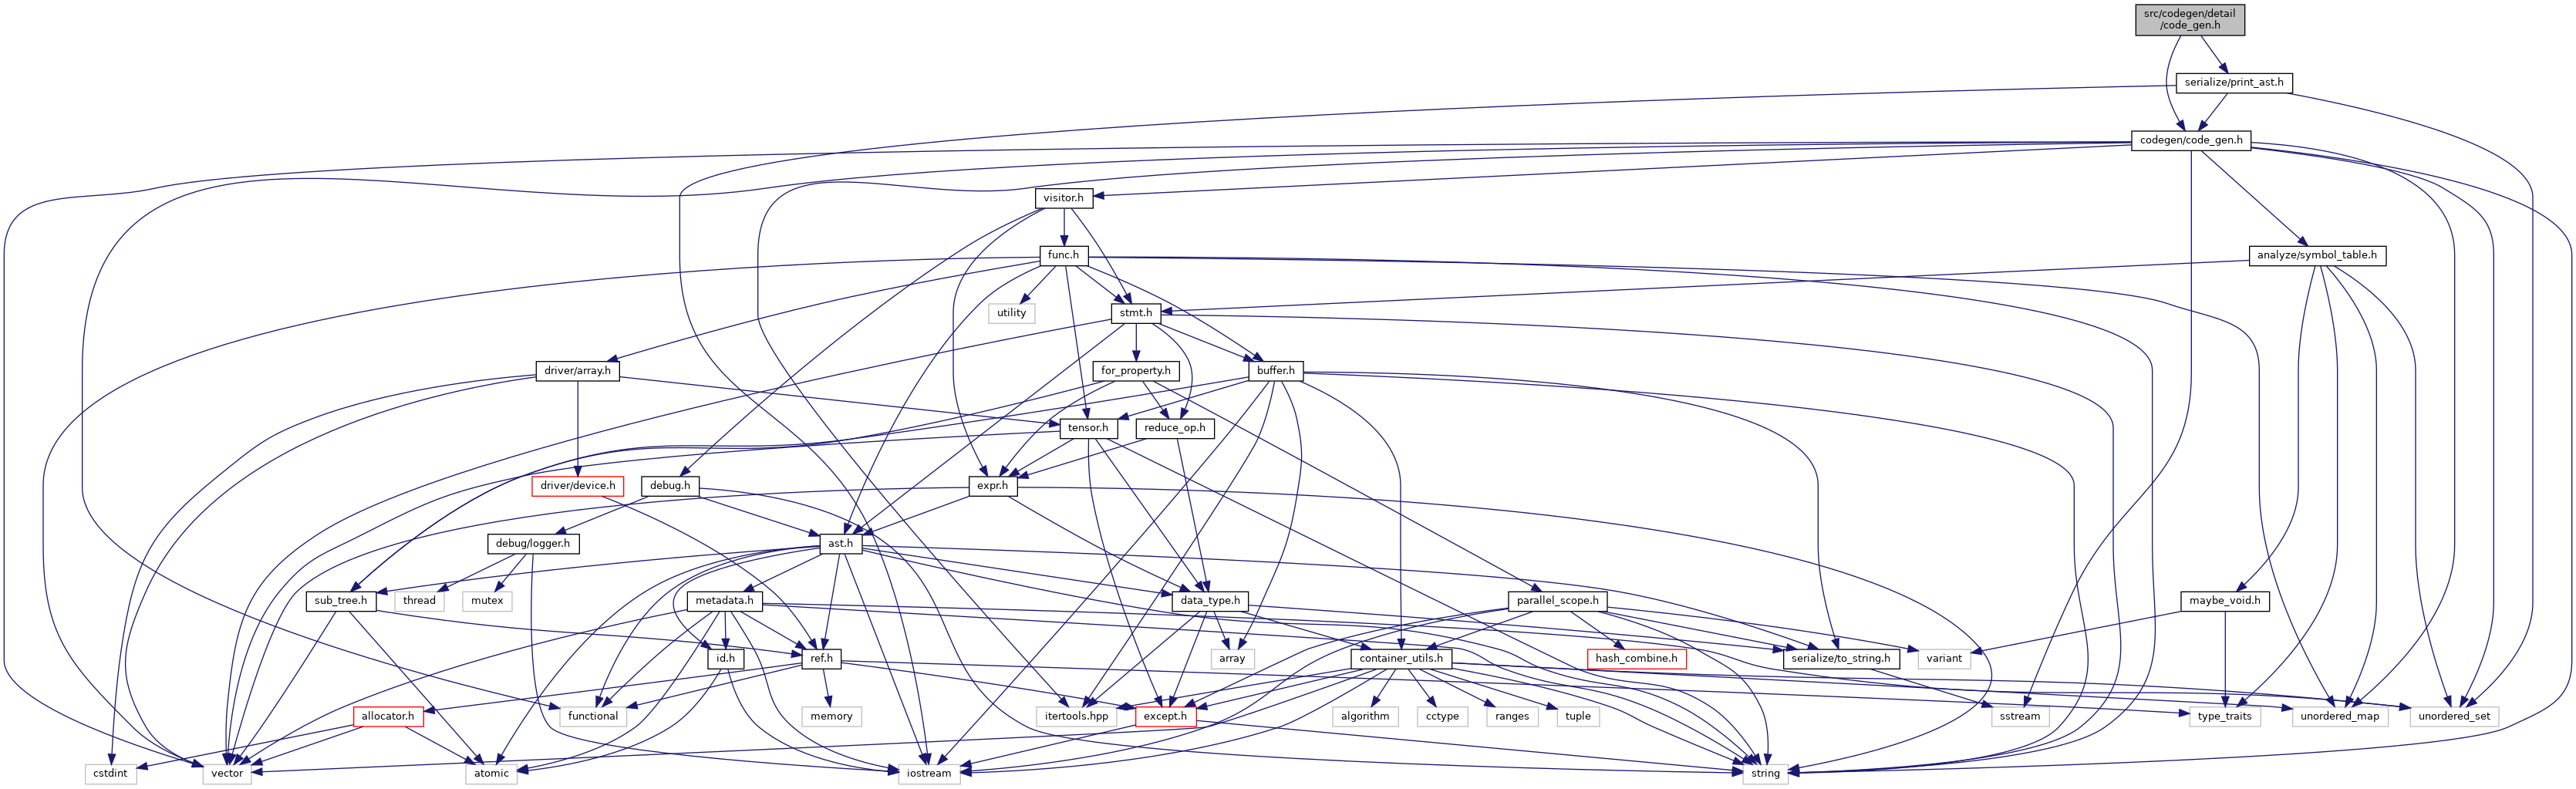 src/codegen/detail
/code_gen.h
serialize/print_ast.h
codegen/code_gen.h
visitor.h
func.h
analyze/symbol_table.h
utility
stmt.h
driver/array.h
for_property.h
buffer.h
tensor.h
reduce_op.h
driver/device.h
debug.h
expr.h
debug/logger.h
ast.h
sub_tree.h
thread
mutex
metadata.h
data_type.h
parallel_scope.h
maybe_void.h
id.h
ref.h
array
container_utils.h
hash_combine.h
serialize/to_string.h
variant
allocator.h
functional
memory
itertools.hpp
except.h
algorithm
cctype
ranges
tuple
sstream
type_traits
unordered_map
unordered_set
cstdint
vector
atomic
iostream
string